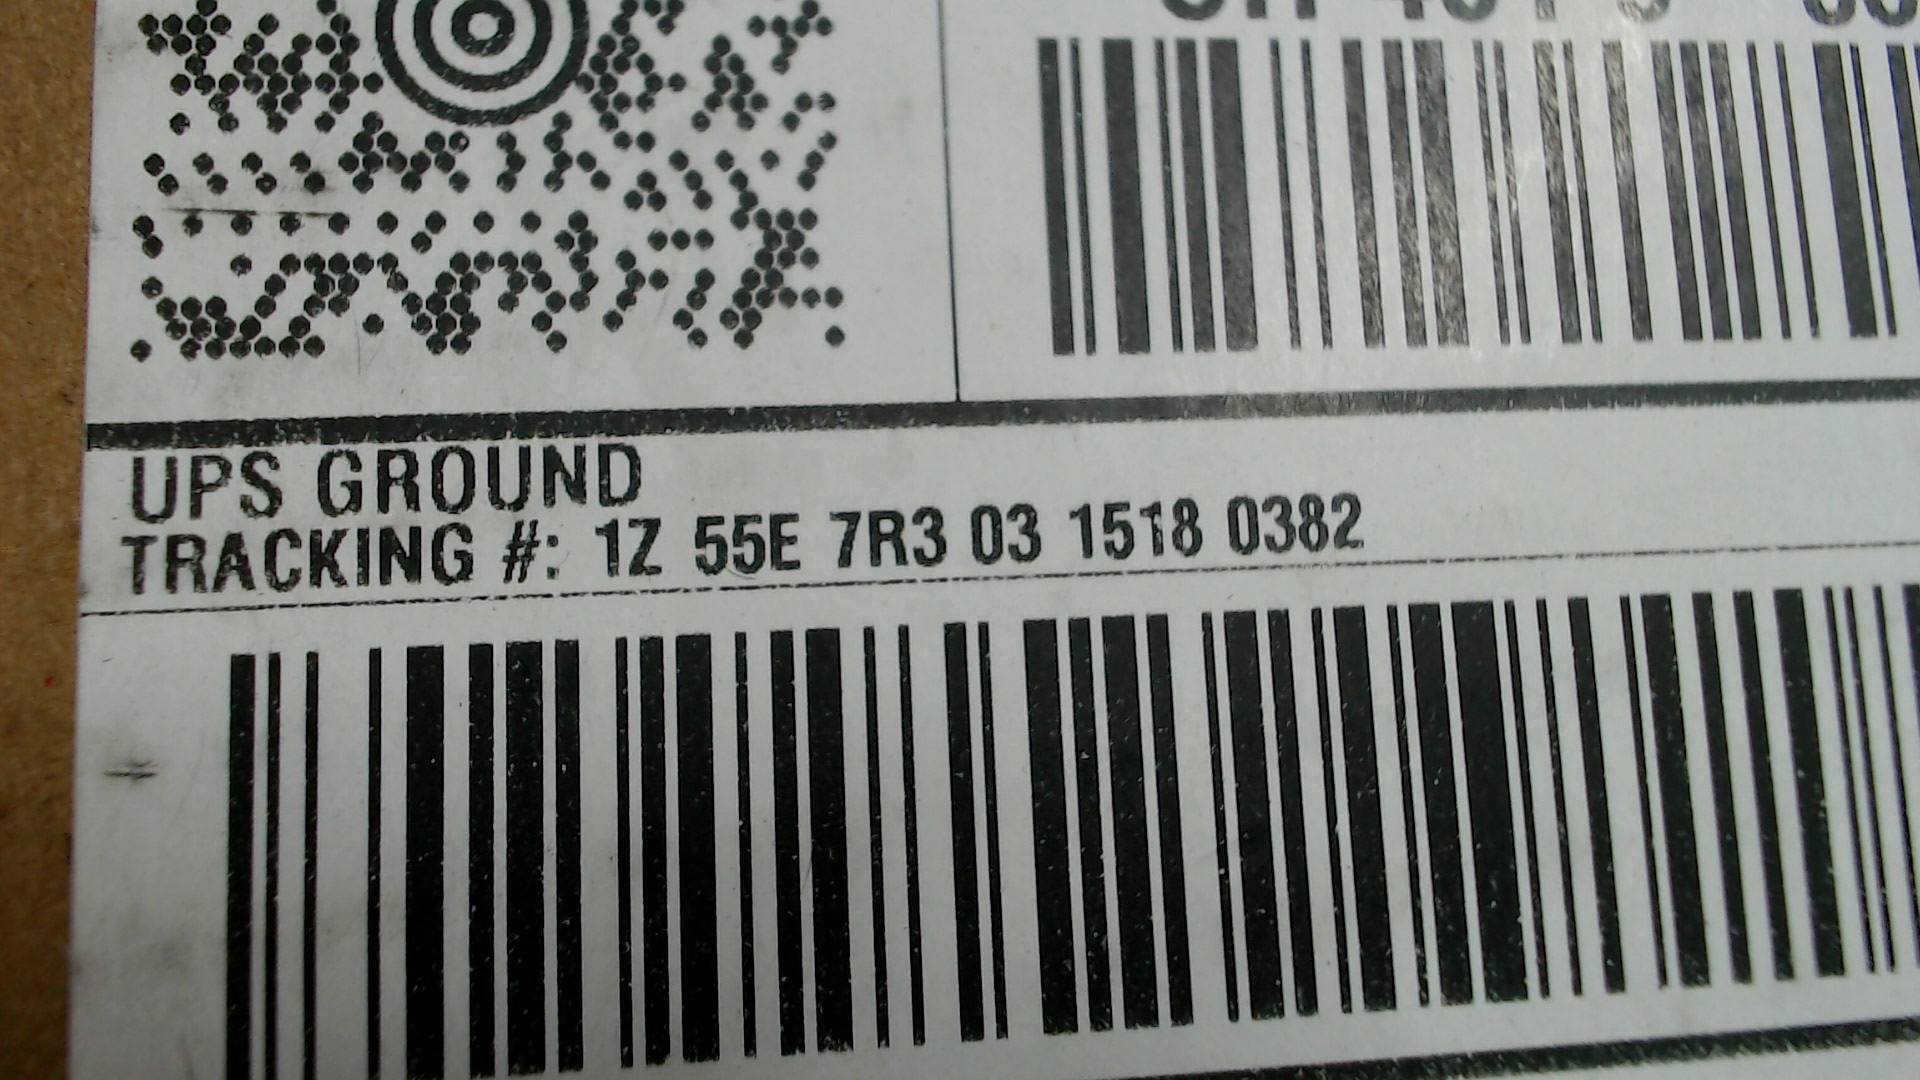 UPS GROUND
TRACKING #: 1Z 55E 7R3 03 1518 0382